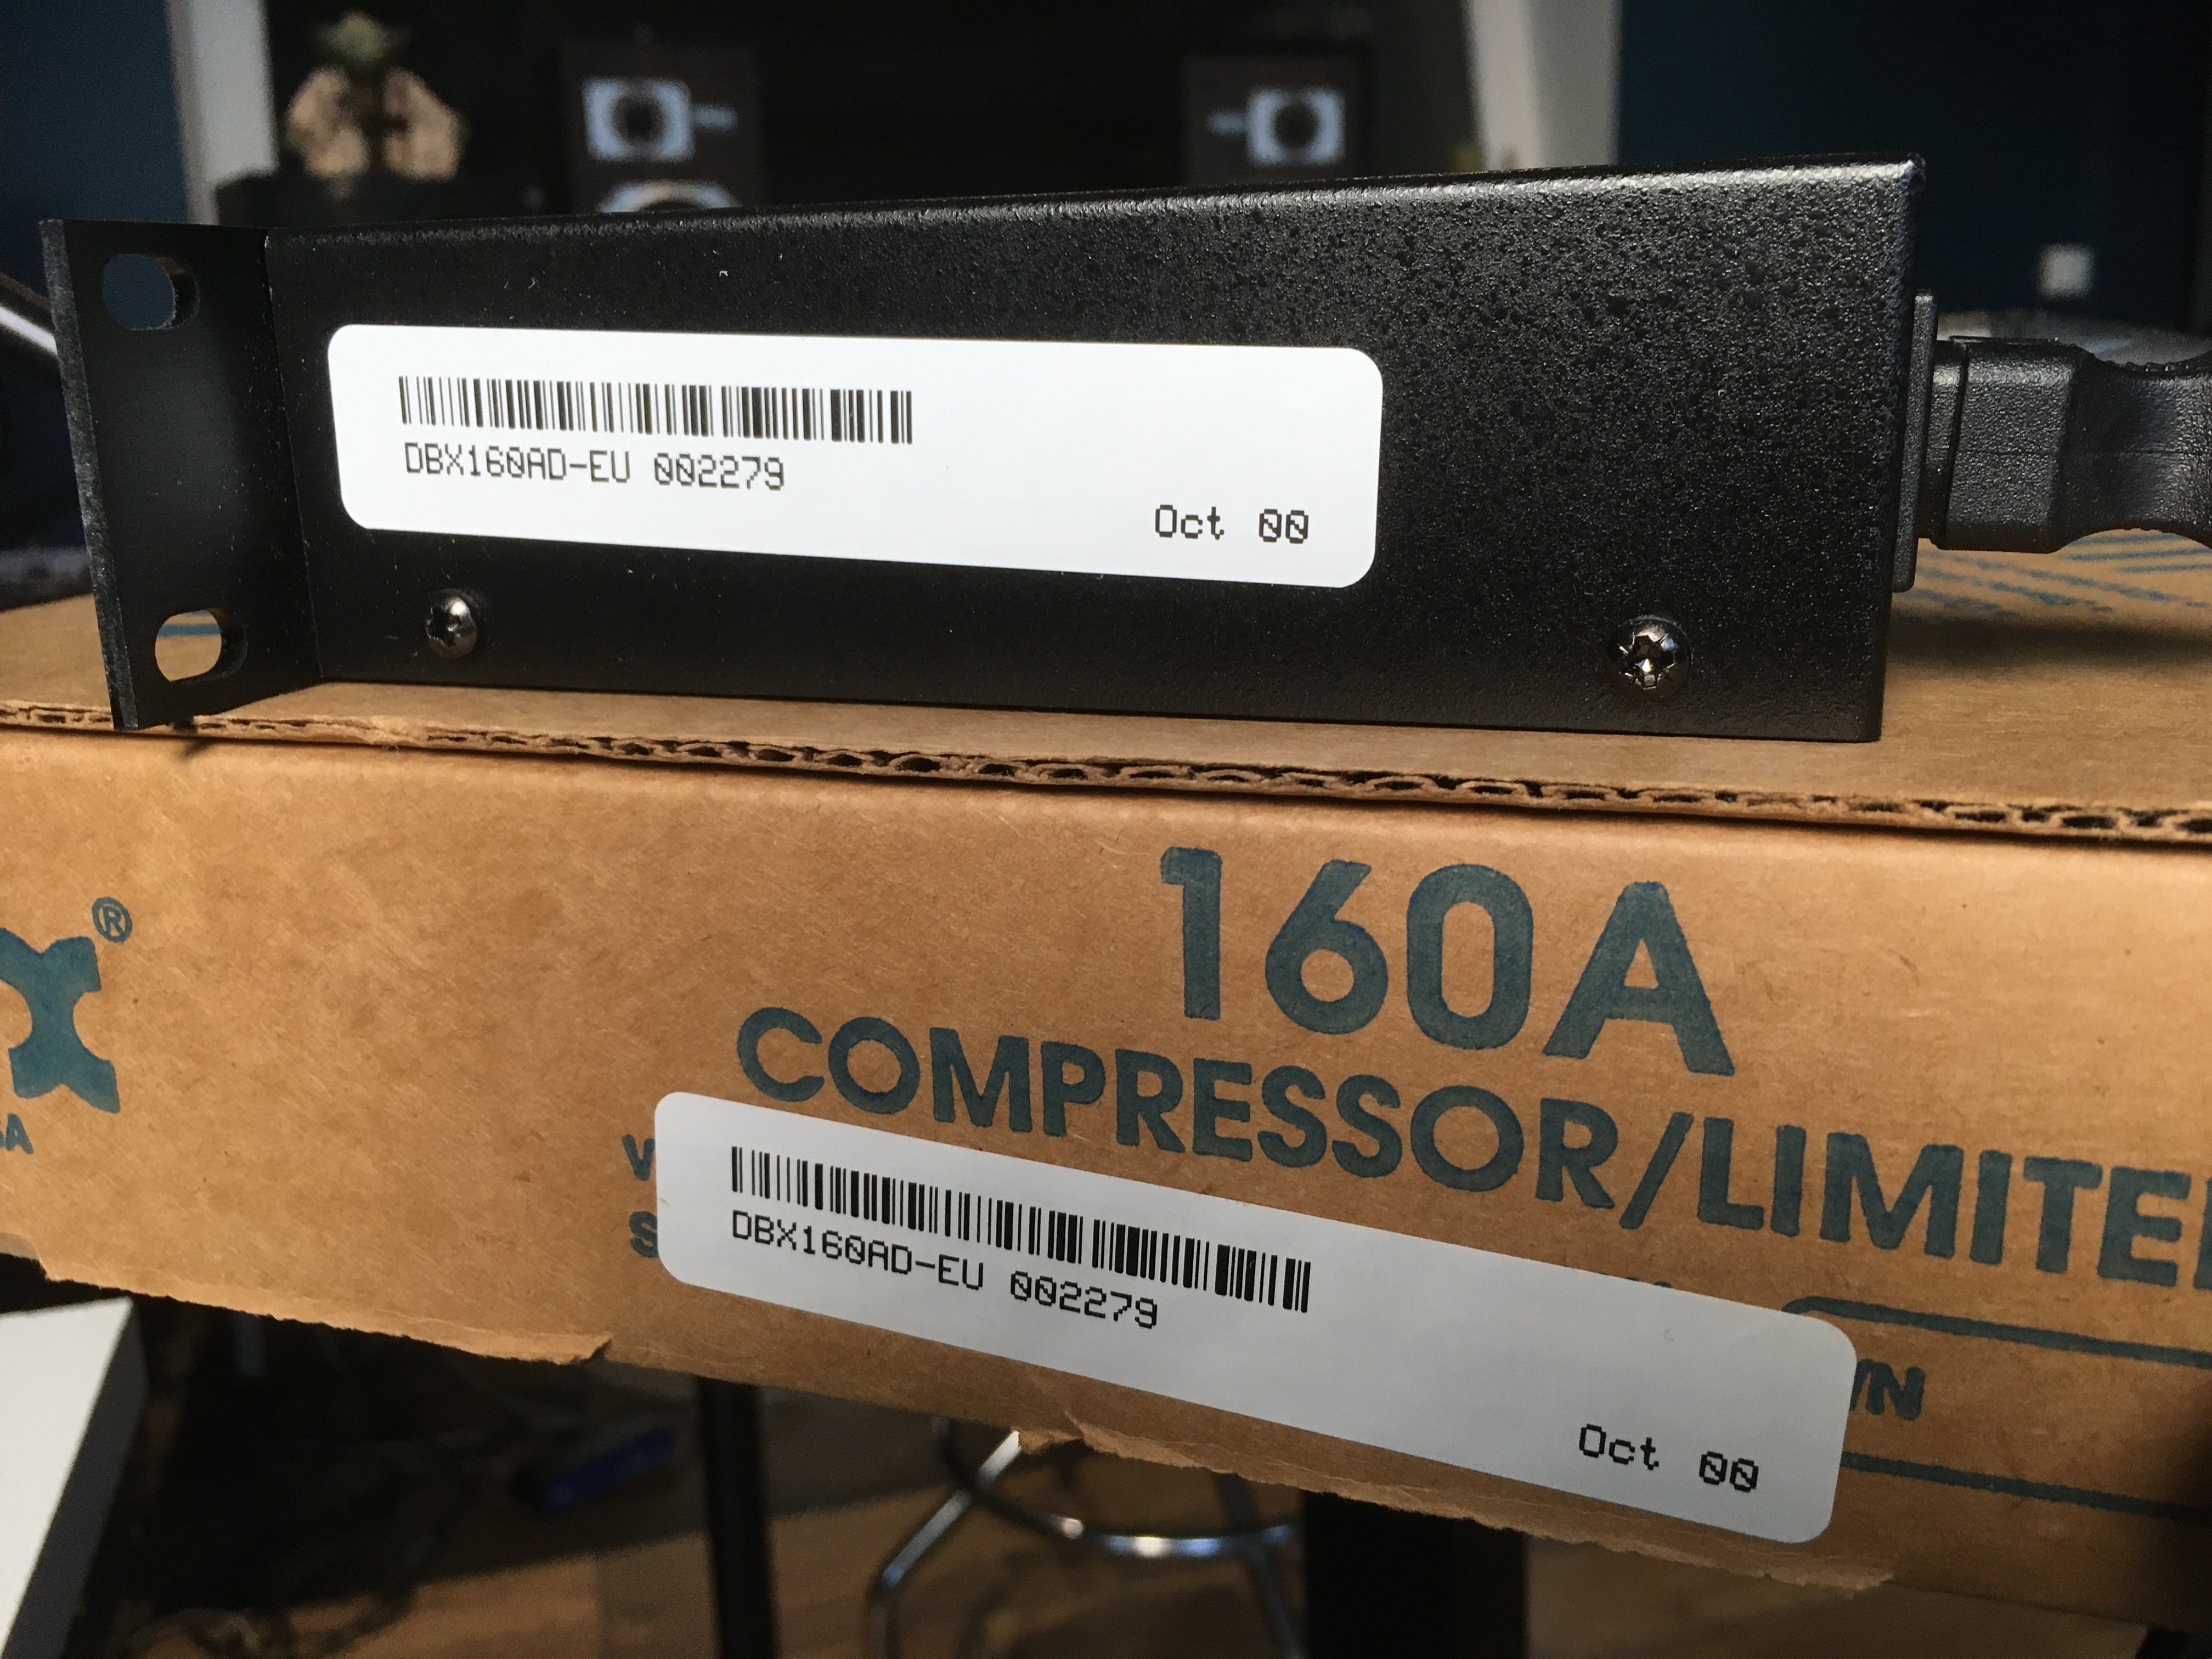 DBX160AD-EU 002279
Oct 00
x®
160A
COMPRESSOR/LIMITE
DBX160AD-EU 002279
Oct 00